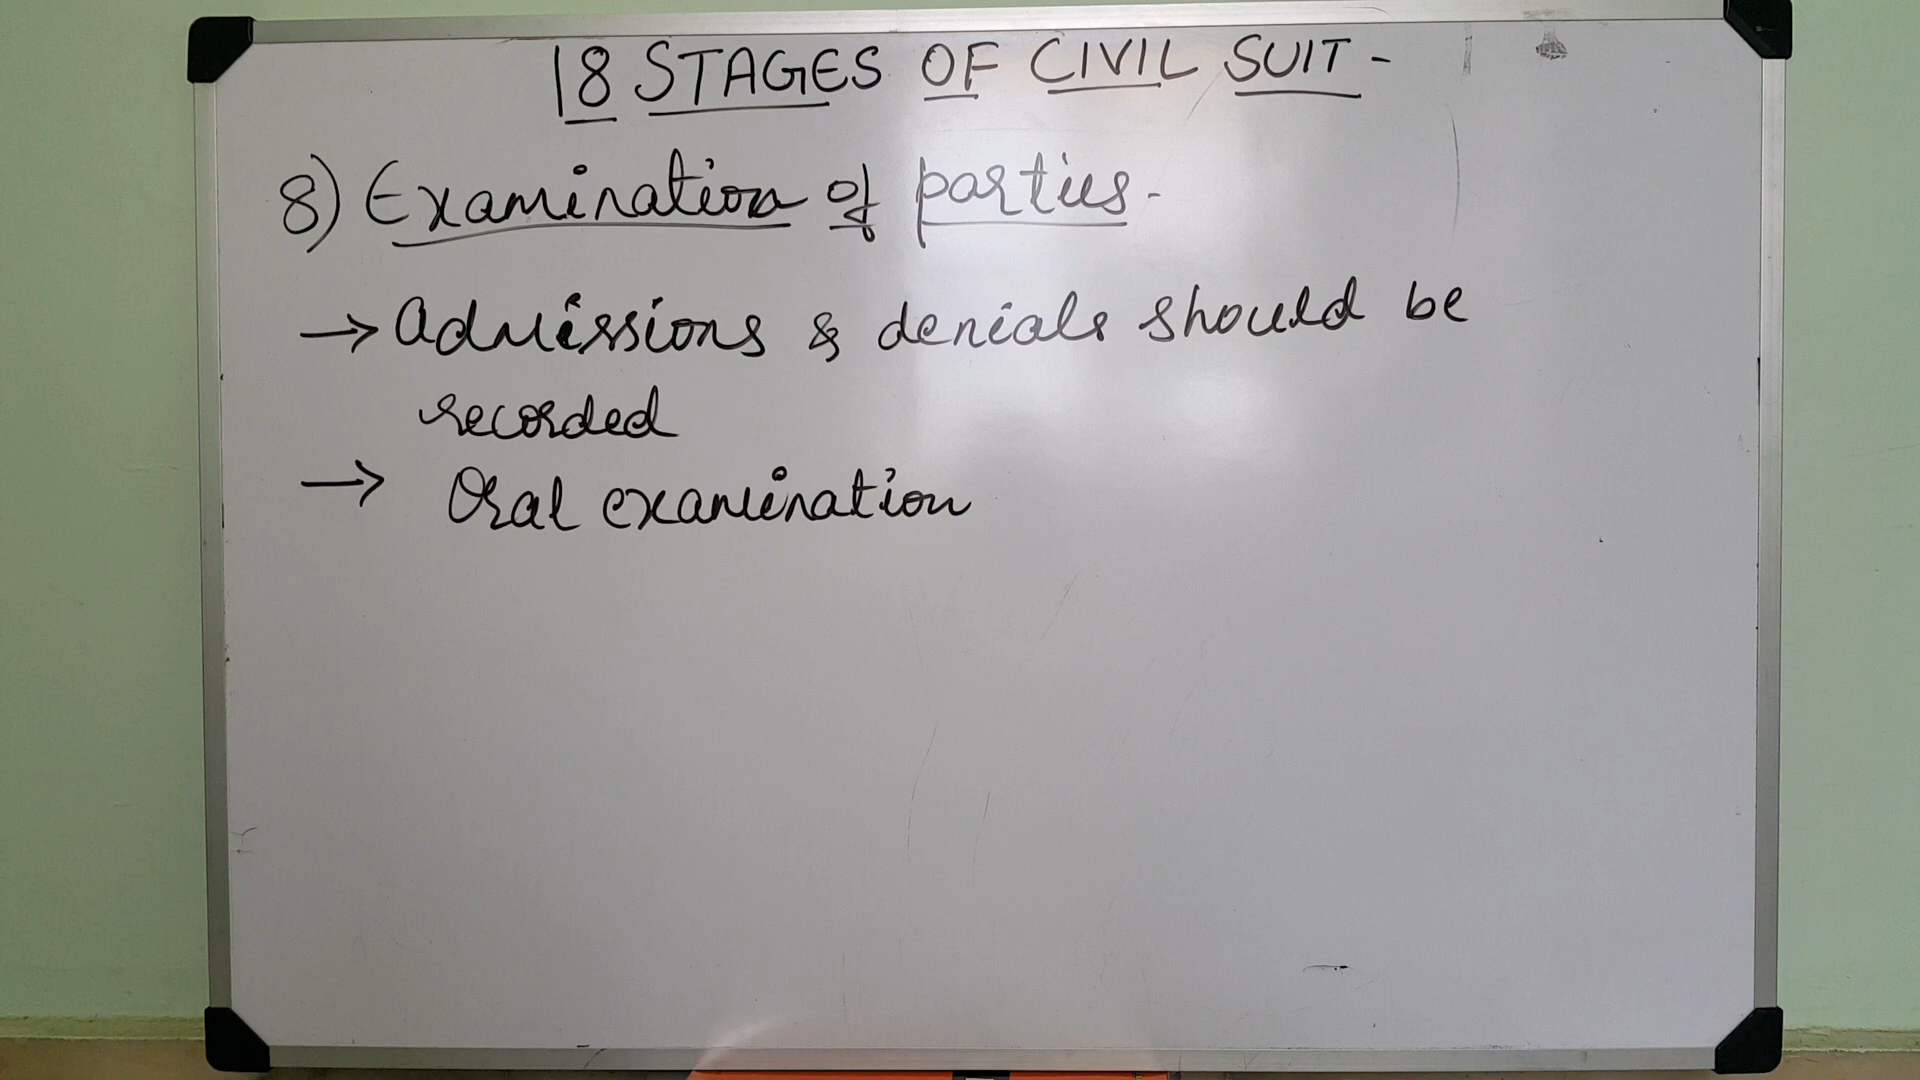 18 STAGES OF CIVIL SUIT -
8) Examination of parties -
→ Admissions & denials should be
recorded
→ Oral examination